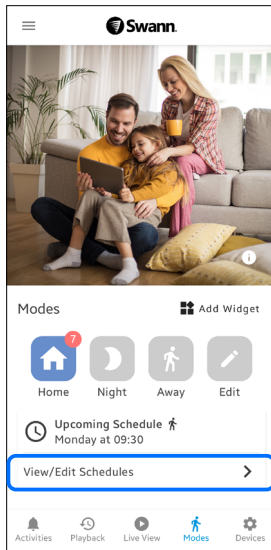 Swann.
Modes
Add Widget
7
Home Night Away Edit
Upcoming Schedule
Monday at 09:30
View/Edit Schedules
Activities Playback Live View Modes Devices